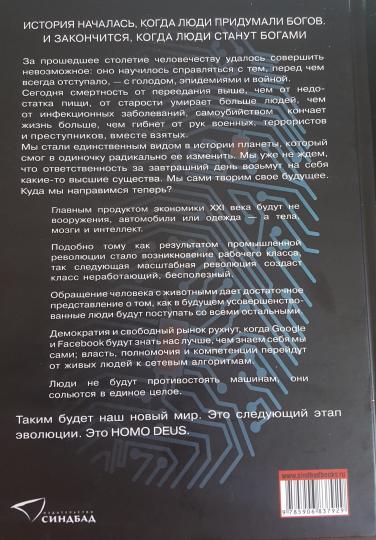 ИСТОРИЯ НАЧАЛАСЬ, КОГДА ЛЮДИ ПРИДУМАЛИ БОГОВ.
И ЗАКОНЧИТСЯ, КОГДА ЛЮДИ СТАНУТ БОГАМИ
За прошедшее столетие человечеству удалось совершить
невозможное: оно научилось справляться с тем, перед чем
всегда отступало, — с голодом, эпидемиями и войной.
Сегодня смертность от переедания выше, чем от недо-
статка пищи, от старости умирает больше людей, чем
от инфекционных заболеваний, самоубийством кончает
жизнь больше, чем гибнет от рук военных, террористов
и преступников, вместе взятых.
Мы стали единственным видом в истории планеты, который
смог в одиночку радикально ее изменить. Мы уже не ждем,
что ответственность за завтрашний день возьмут на себя
какие-то высшие существа. Мы сами творим свое будущее.
Куда мы направимся теперь?
Главным продуктом экономики XXI века будут не
вооружения, автомобили или одежда — а тела,
мозги и интеллект.
Подобно тому как результатом промышленной
революции стало возникновение рабочего класса,
так следующая масштабная революция создаст
класс неработающий, бесполезный.
Обращение человека с животными дает достаточное
представление о том, как в будущем усовершенство-
ванные люди будут поступать со всеми остальными.
Демократия и свободный рынок рухнут, когда Google
и Facebook будут знать нас лучше, чем знаем себя мы
сами; власть, полномочия и компетенции перейдут
от живых людей к сетевым алгоритмам.
Люди не будут противостоять машинам, они
сольются в единое целое.
Таким будет наш новый мир. Это следующий этап
эволюции. Это HOMO DEUS.
ИЗДАТЕЛЬСТВО
СИНДБАД
www.sindbadbooks.ru
9 785906 837929